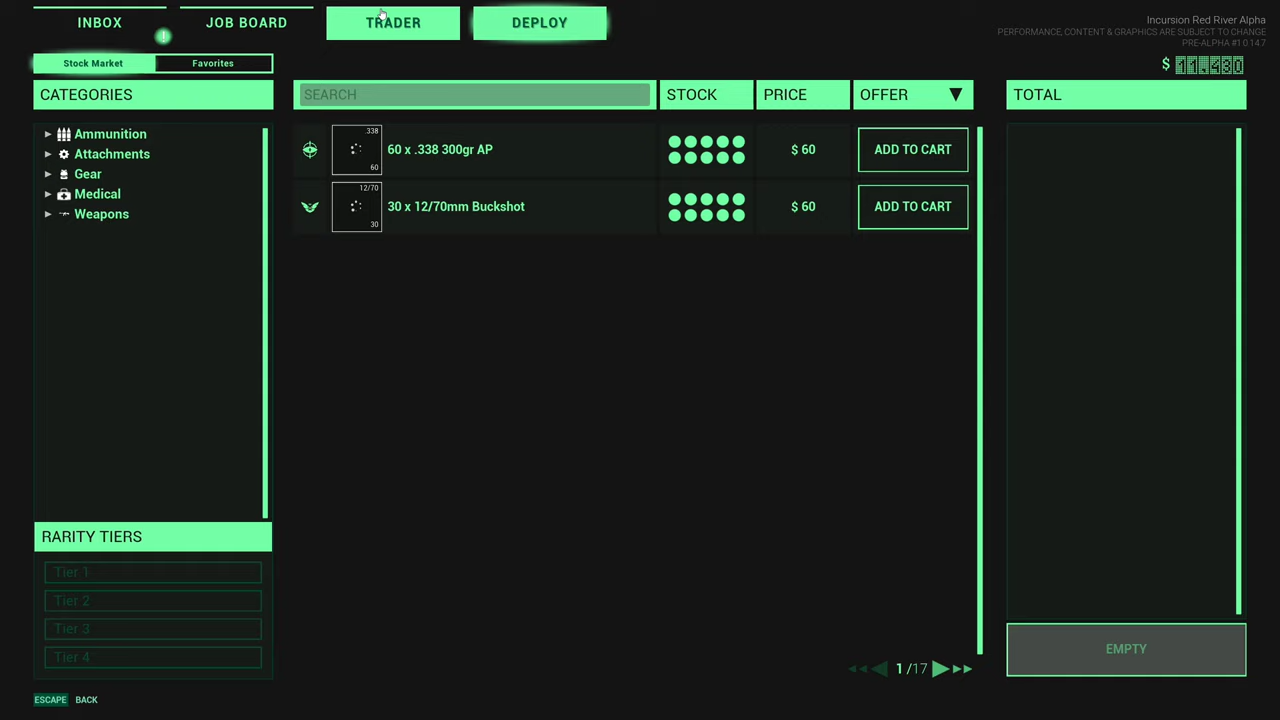 INBOX
JOB BOARD
TRADER
DEPLOY
Incursion Red River Alpha
PERFORMANCE, CONTENT & GRAPHICS ARE SUBJECT TO CHANGE
PRE-ALPHA #1.0.14.7
!
Stock Market
Favorites
$
CATEGORIES
SEARCH
STOCK
PRICE
OFFER
TOTAL
Ammunition
Attachments
Gear
Medical
Weapons
.338
60
60 x .338 300gr AP
$ 60
ADD TO CART
12/70
30
30 x 12/70mm Buckshot
$ 60
ADD TO CART
RARITY TIERS
Tier 1
Tier 2
Tier 3
Tier 4
1 /17
EMPTY
ESCAPE BACK